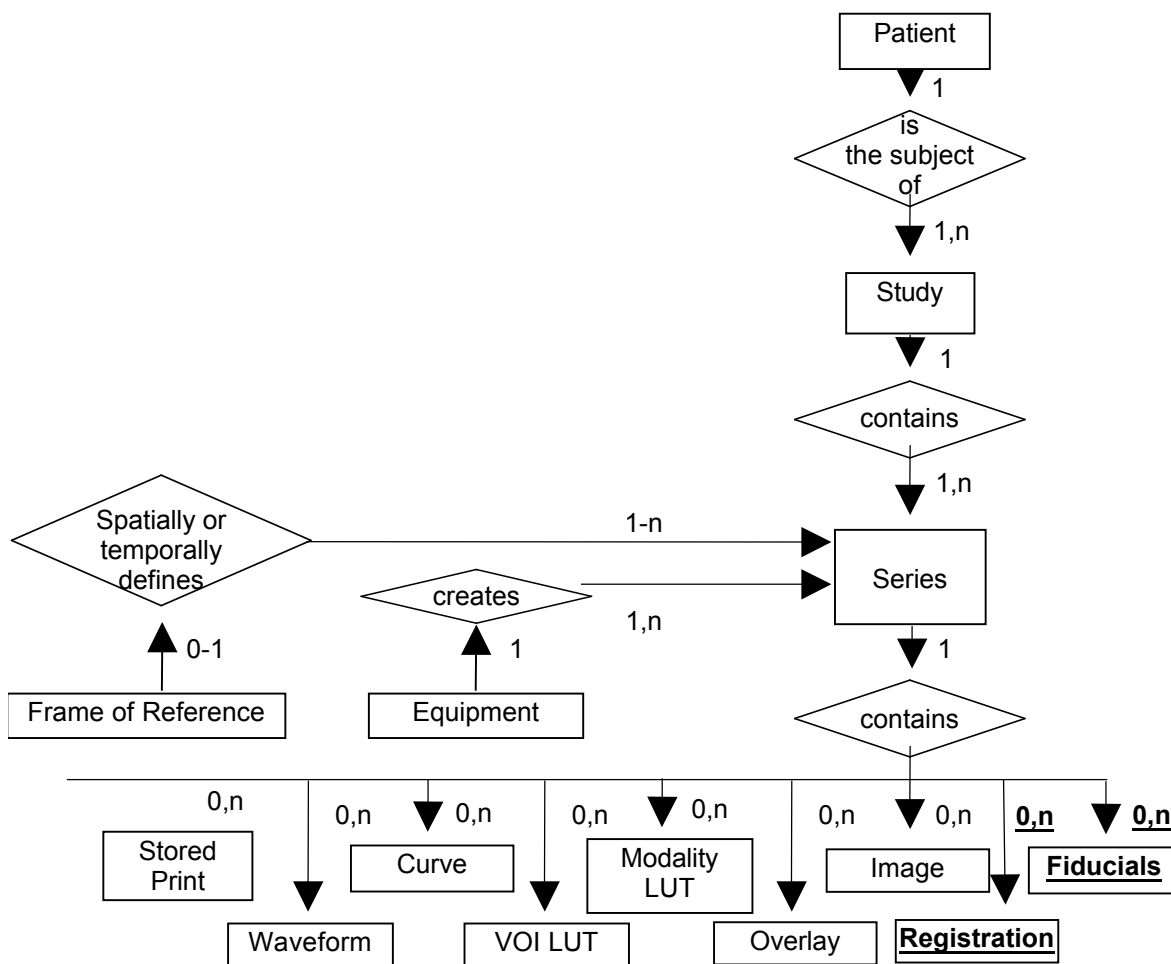 Patient
1
is
the subject
of
1,n
Study
1
contains
1,n
Spatially or
temporally
defines
1-n
Series
creates
1,n
0-1
1
1
Frame of Reference
Equipment
contains
0,n
0,n
0,n
0,n
0,n
0,n
0,n
0,n
0,n
Stored
Print
Curve
Modality
LUT
Image
Fiducials
Waveform
VOI LUT
Overlay
Registration